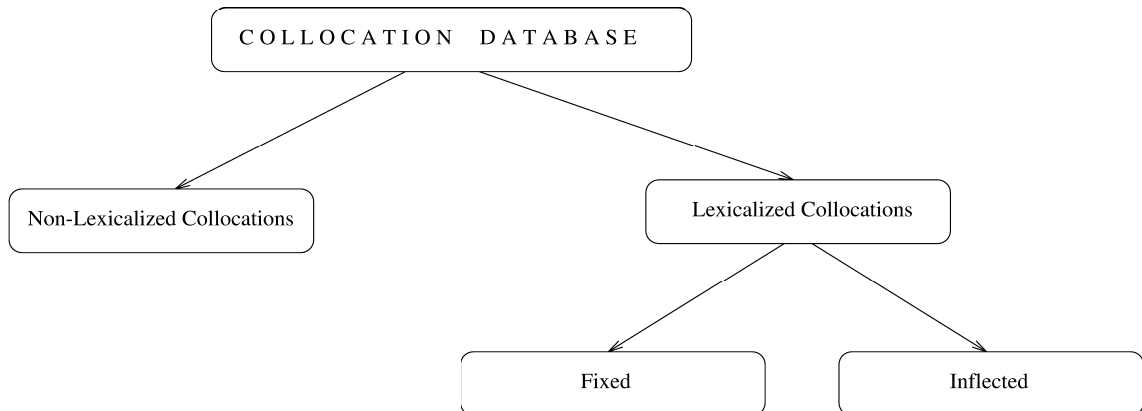 COLLOCATION DATABASE
Non-Lexicalized Collocations
Lexicalized Collocations
Fixed
Inflected